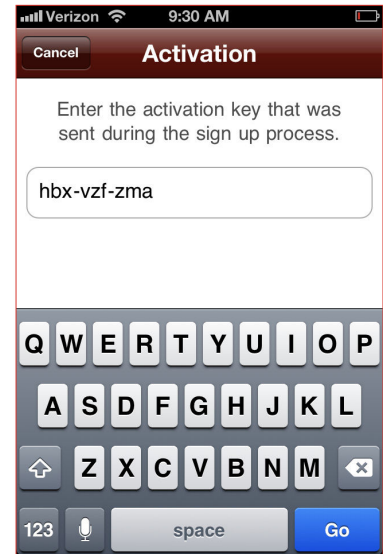 Verizon 9:30 AM
Cancel Activation
Enter the activation key that was
sent during the sign up process.
hbx-vzf-zma
Q W E R T Y U I O P
A S D F G H J K L
Z X C V B N M
123 space Go